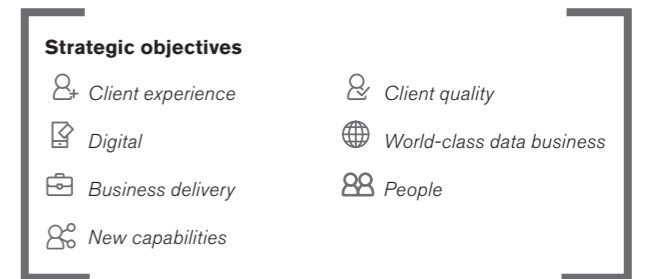 Strategic objectives
Client experience
Client quality
Digital
World-class data business
Business delivery
People
New capabilities